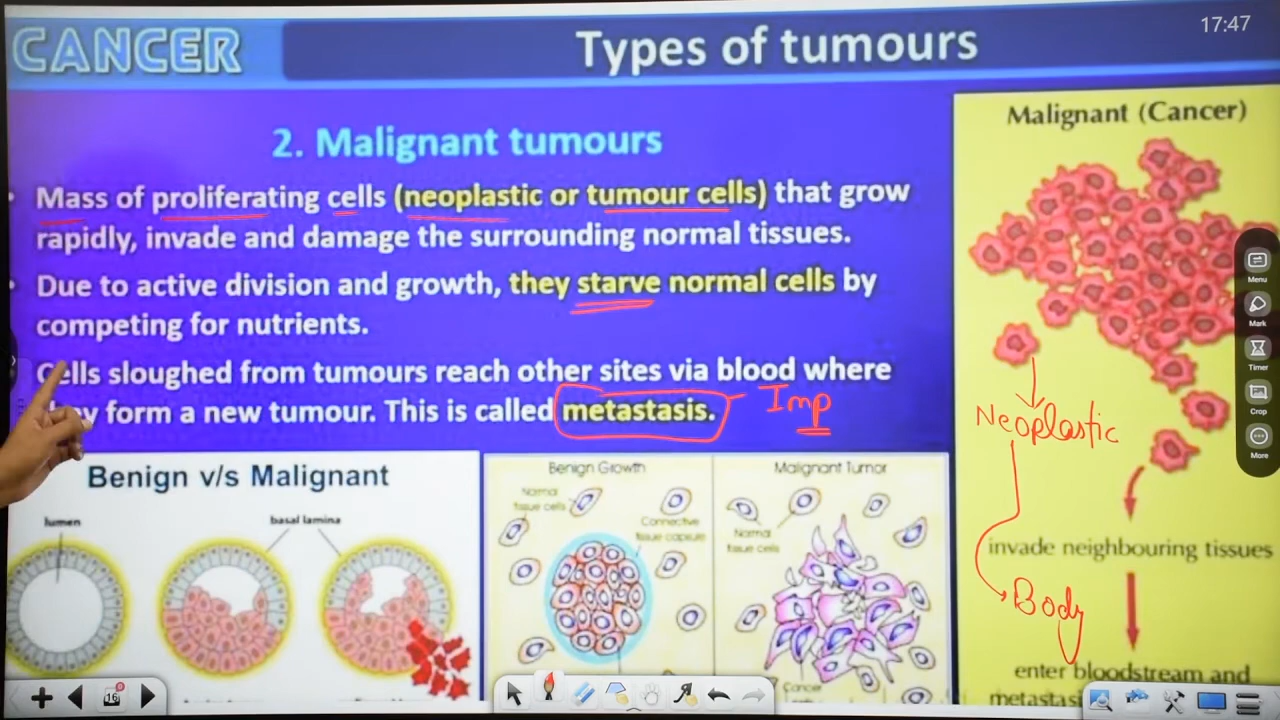 CANCER
Types of tumours
17:47
2. Malignant tumours
Mass of proliferating cells (neoplastic or tumour cells) that grow
rapidly, invade and damage the surrounding normal tissues.
Due to active division and growth, they starve normal cells by
competing for nutrients.
Cells sloughed from tumours reach other sites via blood where
form a new tumour. This is called metastasis.
Imp
Malignant (Cancer)
Neoplastic
invade neighbouring tissues
Body
enter bloodstream and
Benign v/s Malignant
lumen
basal lamina
Benign Growth
Normal
tissue cells
Connective
tissue capsule
Malignant Tumor
Normal
tissue cells
Cancer
Menu
Mark
Timer
Crop
More
16